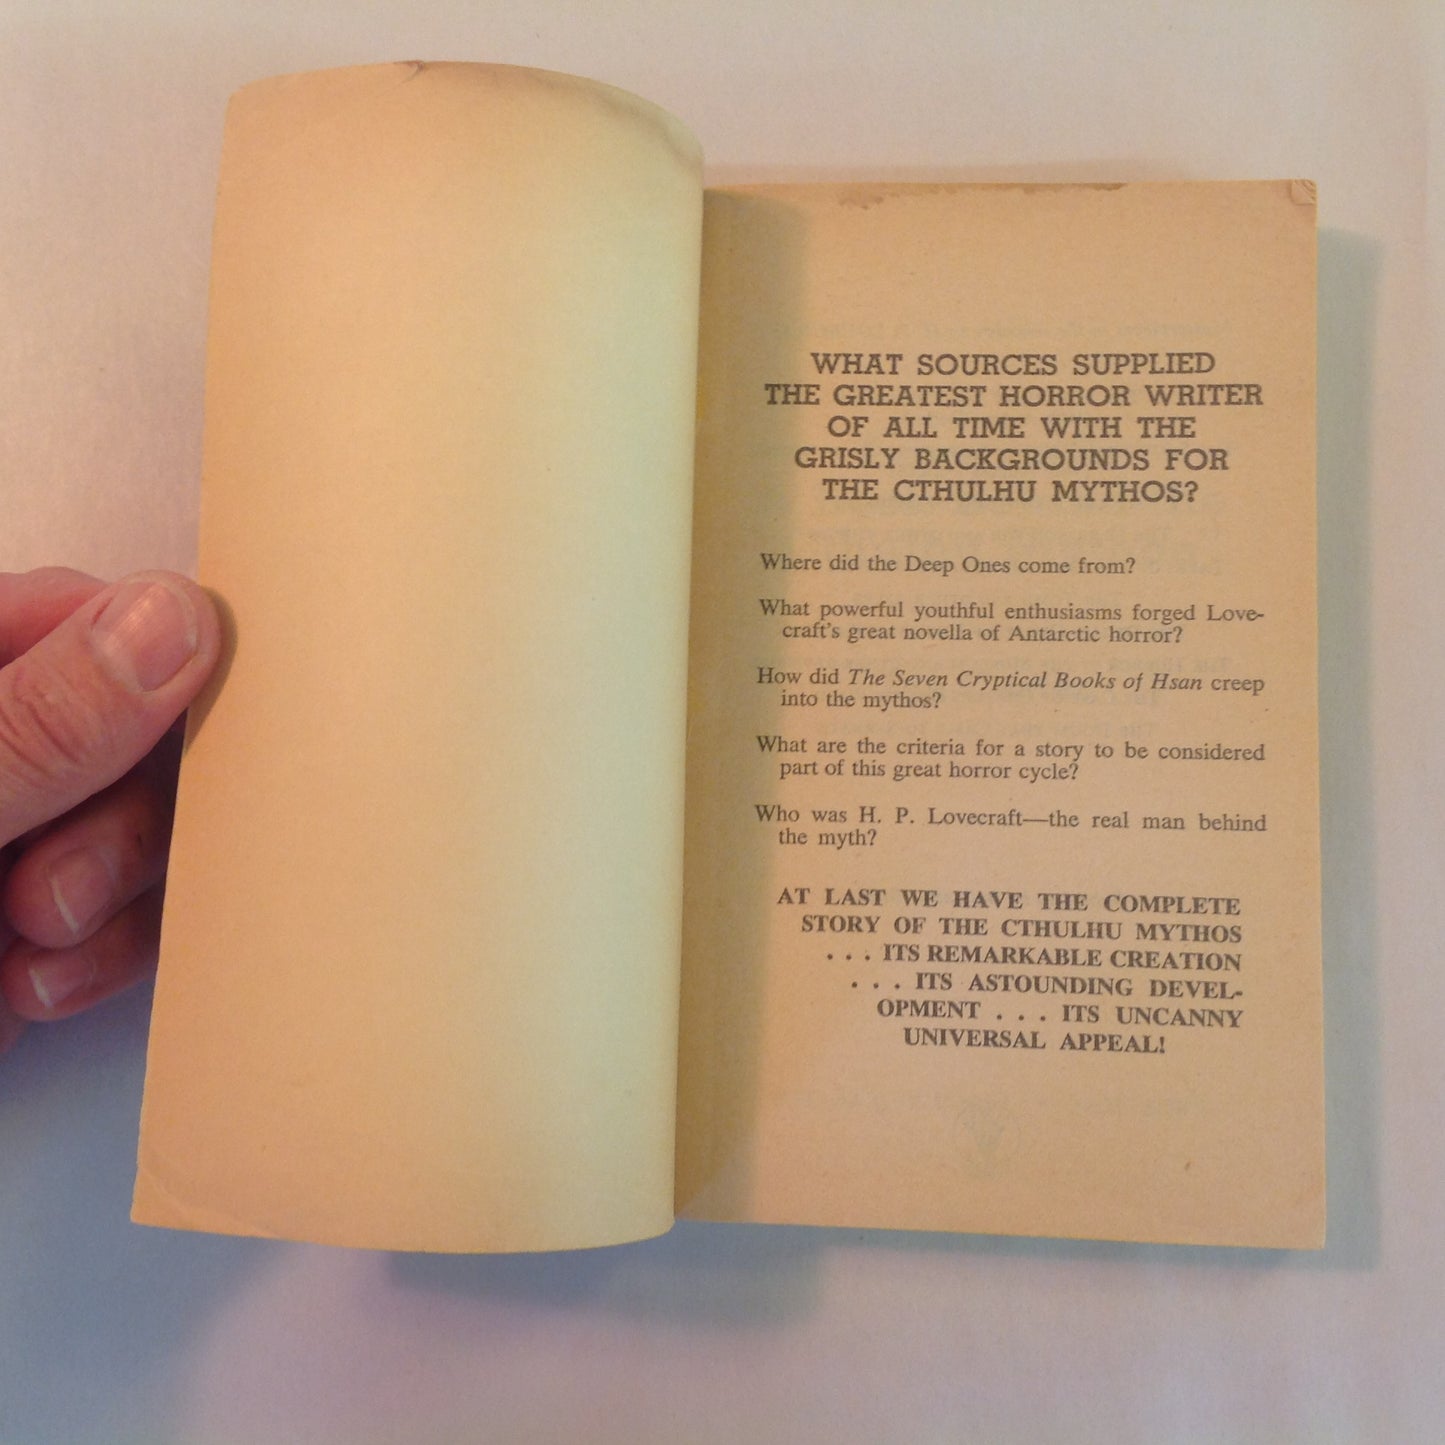 WHAT SOURCES SUPPLIED
THE GREATEST HORROR WRITER
OF ALL TIME WITH THE
GRISLY BACKGROUNDS FOR
THE CTHULHU MYTHOS?
Where did the Deep Ones come from?
What powerful youthful enthusiasms forged Love-
craft's great novella of Antarctic horror?
How did The Seven Cryptical Books of Hsan creep
into the mythos?
What are the criteria for a story to be considered
part of this great horror cycle?
Who was H. P. Lovecraft—the real man behind
the myth?
AT LAST WE HAVE THE COMPLETE
STORY OF THE CTHULHU MYTHOS
. . . ITS REMARKABLE CREATION
. . . ITS ASTOUNDING DEVEL-
OPMENT . . . ITS UNCANNY
UNIVERSAL APPEAL!